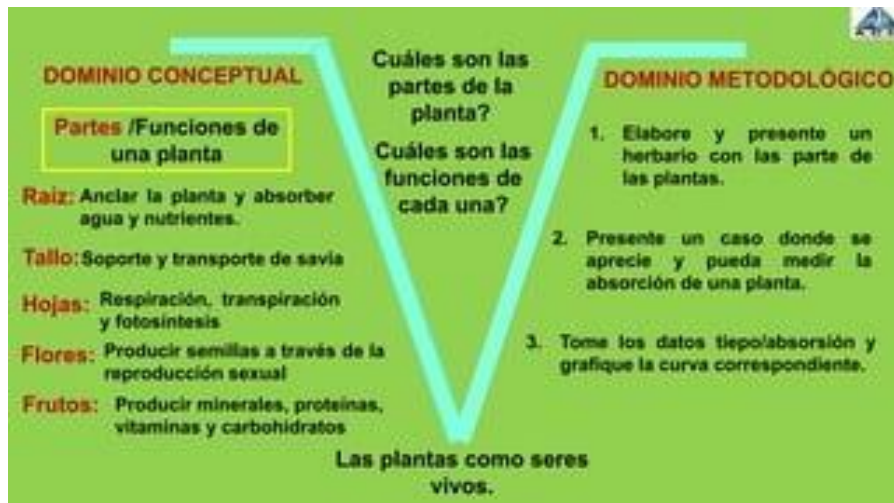 DOMINIO CONCEPTUAL
Partes /Funciones de
una planta
Raíz: Anclar la planta y absorber
agua y nutrientes.
Tallo: Soporte y transporte de savia
Hojas: Respiración, transpiración
y fotosíntesis
Flores: Producir semillas a través de la
reproducción sexual
Frutos: Producir minerales, proteínas,
vitaminas y carbohidratos
Cuáles son las
partes de la
planta?
Cuáles son las
funciones de
cada una?
DOMINIO METODOLÓGICO
1. Elabore y presente un
herbario con las parte de
las plantas.
2. Presente un caso donde se
aprecie y pueda medir la
absorción de una planta.
3. Tome los datos tiepo/absorsión y
grafique la curva correspondiente.
Las plantas como seres
vivos.